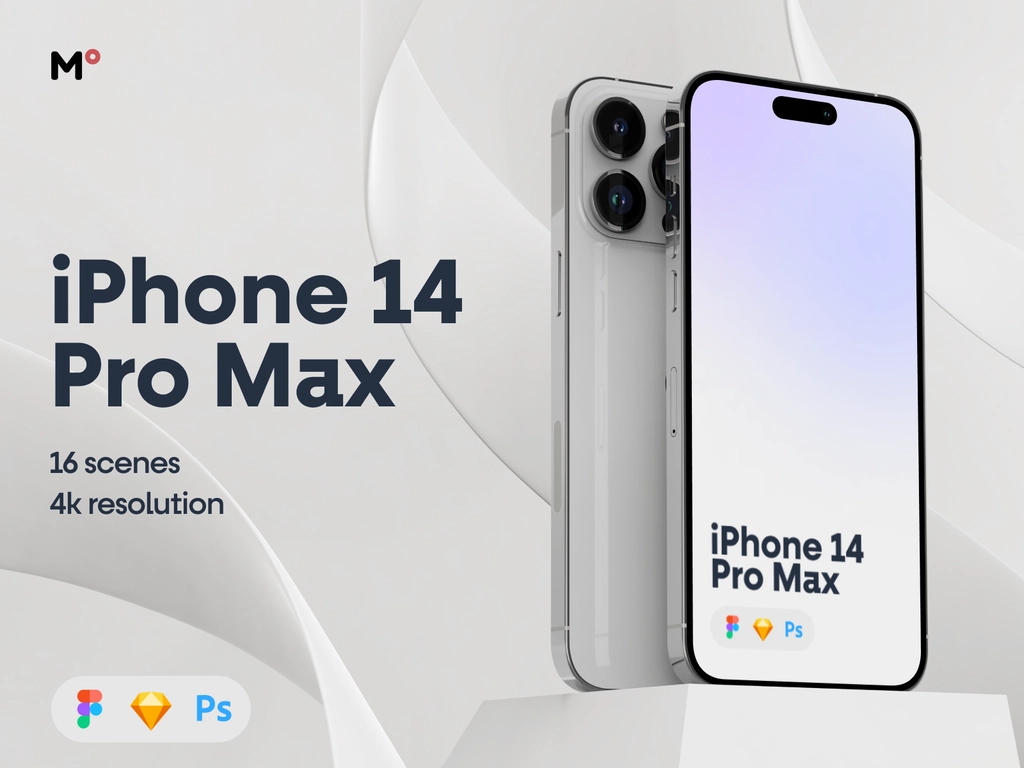 M°
iPhone 14
Pro Max
16 scenes
4k resolution
Ps
iPhone 14
Pro Max
Ps